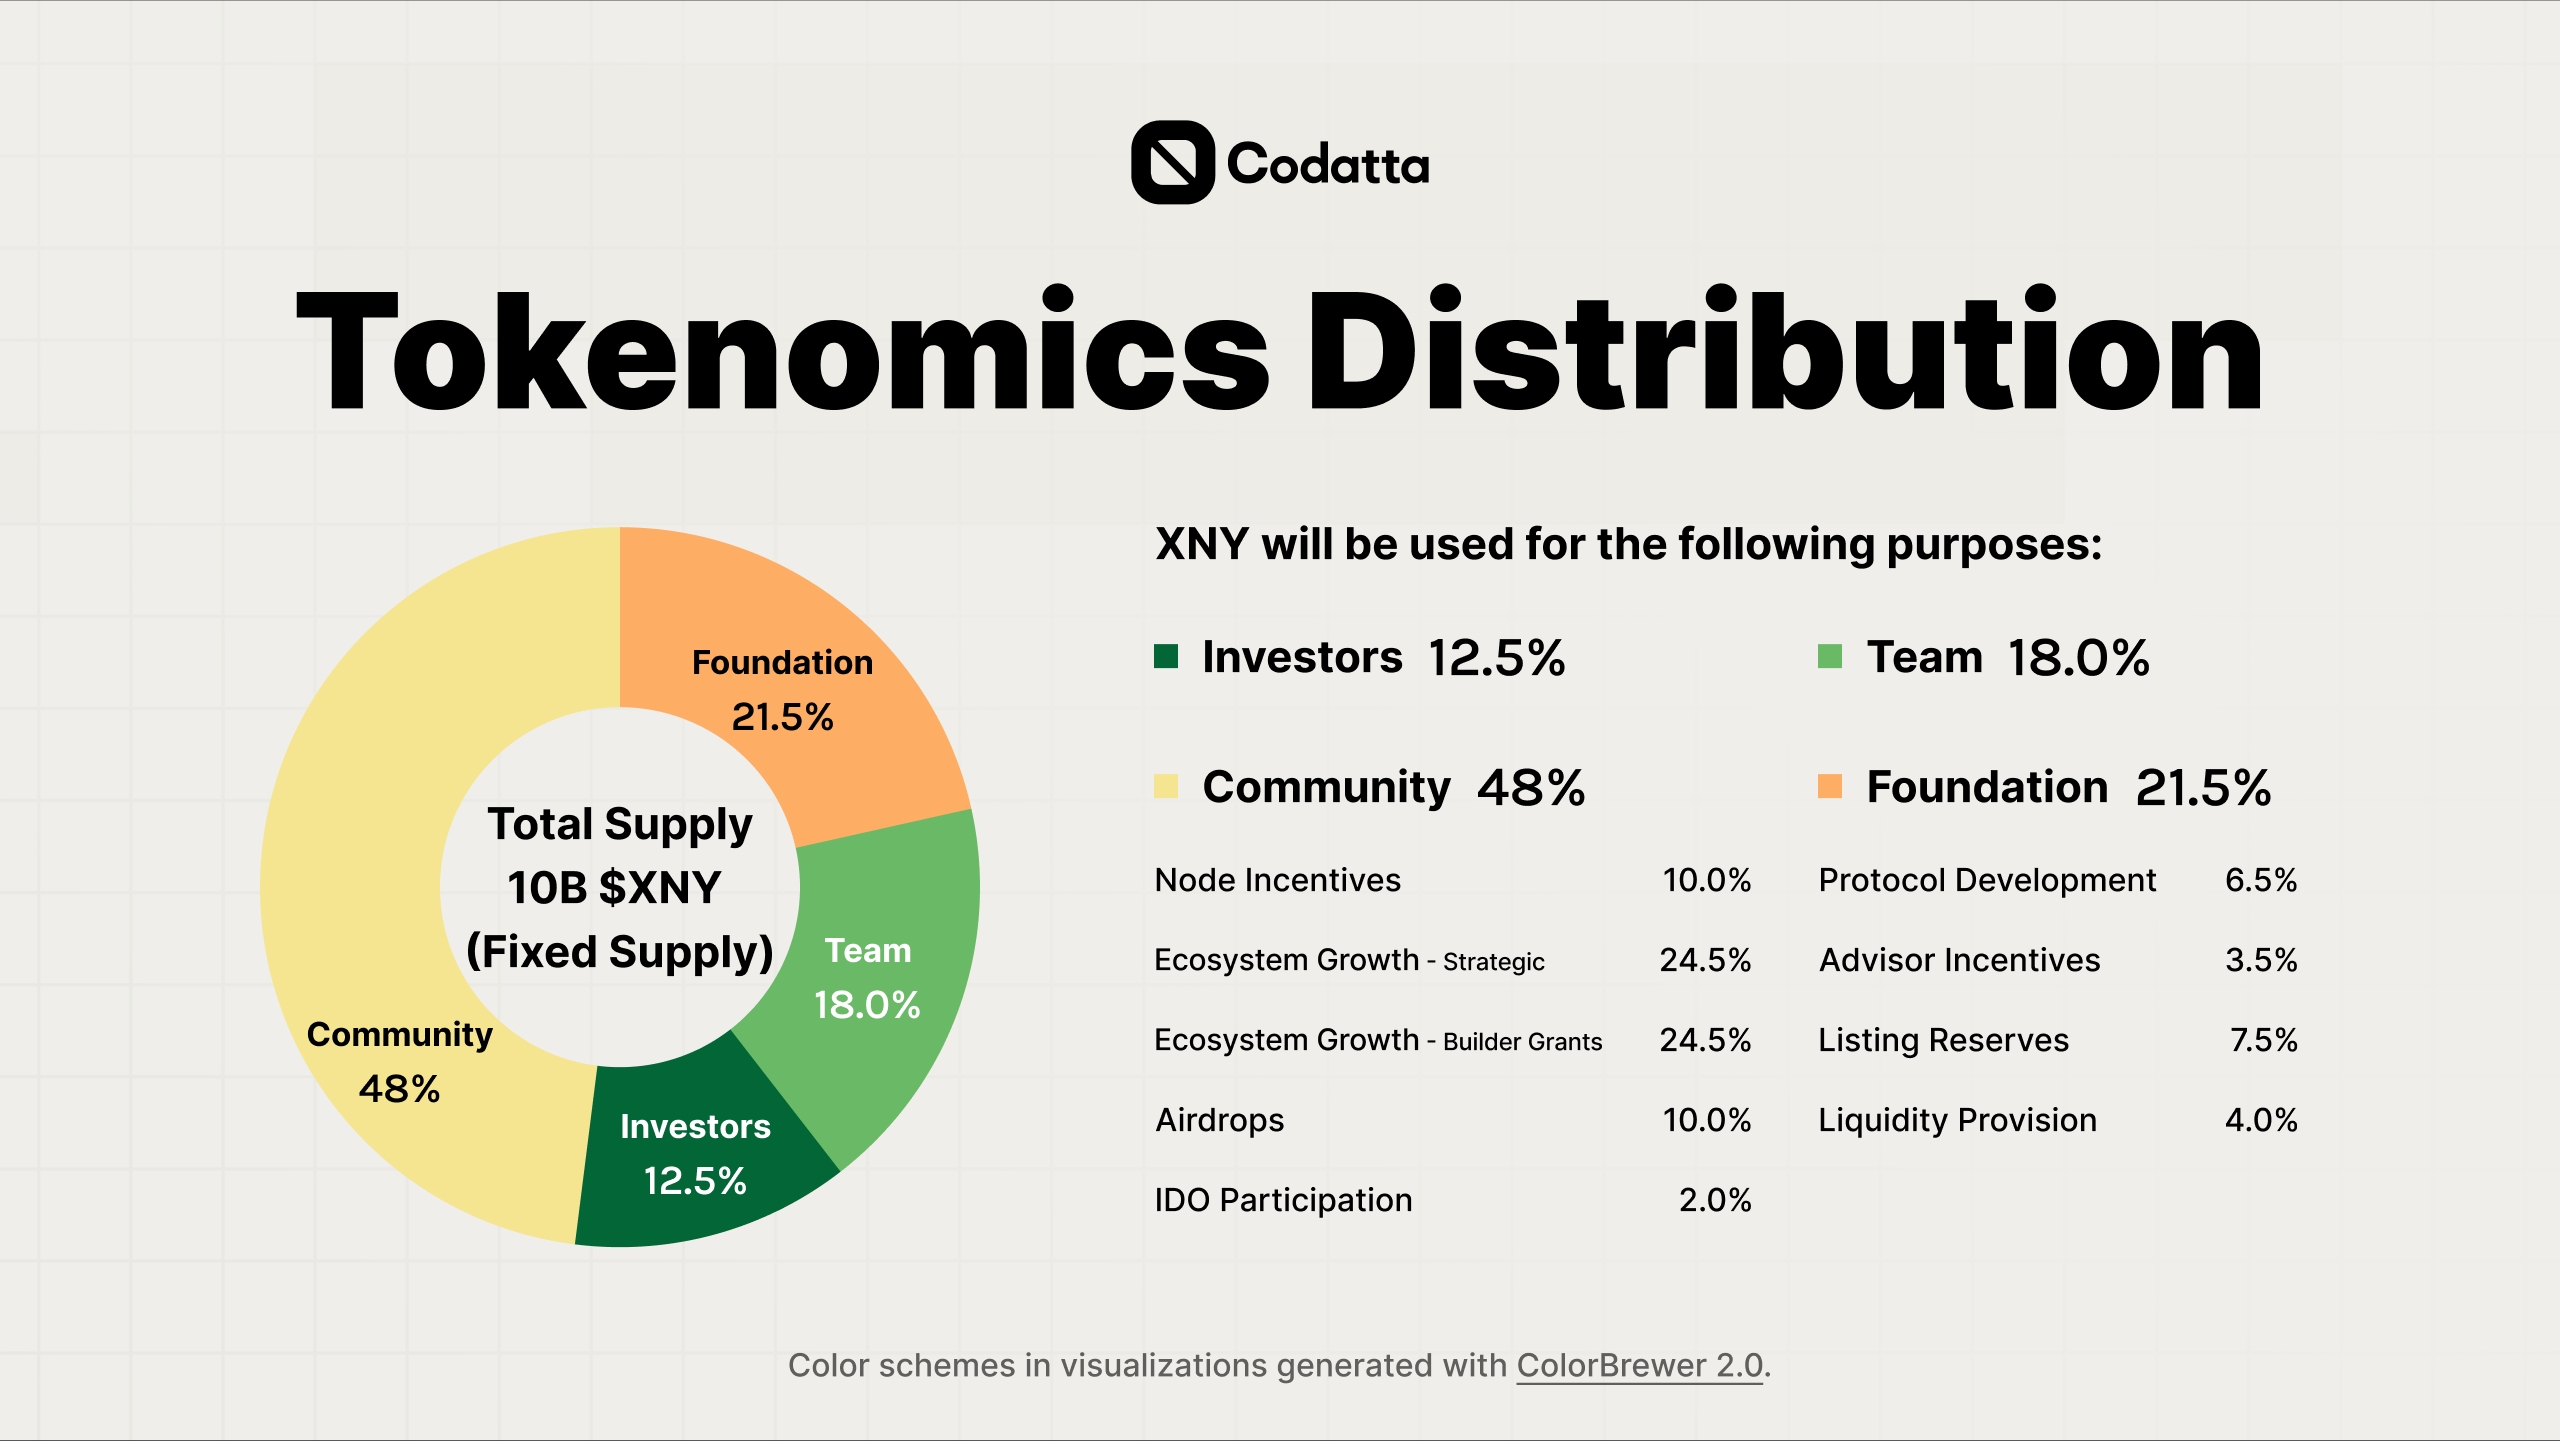 Codatta
Tokenomics Distribution
Foundation
21.5%
Total Supply
10B $XNY
(Fixed Supply)
Team
18.0%
Community
48%
Investors
12.5%
XNY will be used for the following purposes:
Investors 12.5%
Team 18.0%
Community 48%
Foundation 21.5%
Node Incentives 10.0%
Ecosystem Growth - Strategic 24.5%
Ecosystem Growth - Builder Grants 24.5%
Airdrops 10.0%
IDO Participation 2.0%
Protocol Development 6.5%
Advisor Incentives 3.5%
Listing Reserves 7.5%
Liquidity Provision 4.0%
Color schemes in visualizations generated with ColorBrewer 2.0.